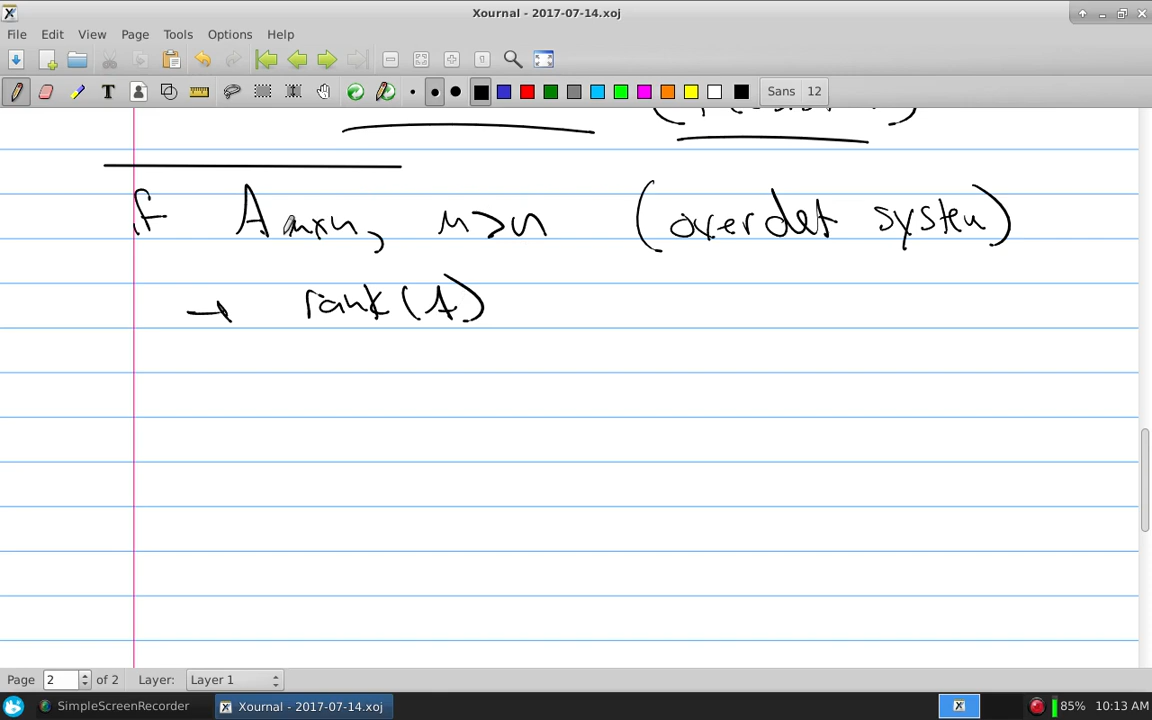 Xournal - 2017-07-14.xoj
File Edit View Page Tools Options Help
Sans 12
if A mxn, m>n (overdet system)
→ rank(A)
Page 2 of 2 Layer: Layer 1
SimpleScreenRecorder Xournal - 2017-07-14.xoj 85% 10:13 AM